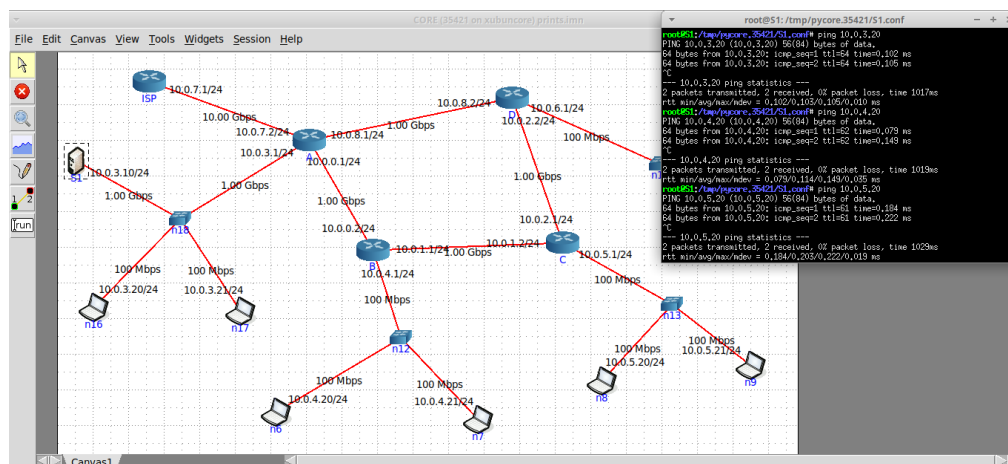 CORE (35421 on xubuncore) prints.imn
File Edit Canvas View Tools Widgets Session Help
root@S1: /tmp/pycore.35421/S1.conf
root@S1:/tmp/pycore.35421/S1.conf# ping 10.0.3.20
PING 10.0.3.20 (10.0.3.20) 56(84) bytes of data.
64 bytes from 10.0.3.20: icmp_seq=1 ttl=64 time=0.102 ms
64 bytes from 10.0.3.20: icmp_seq=2 ttl=64 time=0.105 ms
^C
--- 10.0.3.20 ping statistics ---
2 packets transmitted, 2 received, 0% packet loss, time 1017ms
rtt min/avg/max/mdev = 0.102/0.103/0.105/0.010 ms
root@S1:/tmp/pycore.35421/S1.conf# ping 10.0.4.20
PING 10.0.4.20 (10.0.4.20) 56(84) bytes of data.
64 bytes from 10.0.4.20: icmp_seq=1 ttl=62 time=0.079 ms
64 bytes from 10.0.4.20: icmp_seq=2 ttl=62 time=0.149 ms
^C
--- 10.0.4.20 ping statistics ---
2 packets transmitted, 2 received, 0% packet loss, time 1019ms
rtt min/avg/max/mdev = 0.079/0.114/0.149/0.035 ms
root@S1:/tmp/pycore.35421/S1.conf# ping 10.0.5.20
PING 10.0.5.20 (10.0.5.20) 56(84) bytes of data.
64 bytes from 10.0.5.20: icmp_seq=1 ttl=61 time=0.184 ms
64 bytes from 10.0.5.20: icmp_seq=2 ttl=61 time=0.222 ms
^C
--- 10.0.5.20 ping statistics ---
2 packets transmitted, 2 received, 0% packet loss, time 1029ms
rtt min/avg/max/mdev = 0.184/0.203/0.222/0.019 ms
10.0.7.1/24
ISP
10.0.8.2/24
10.0.6.1/24
D
10.0.2.2/24
10.00 Gbps
1.00 Gbps
10.0.7.2/24
10.0.8.1/24
100 Mbps
10.0.3.1/24
A
10.0.0.1/24
S1
10.0.3.10/24
1.00 Gbps
1.00 Gbps
1.00 Gbps
1.00 Gbps
1 2
run
n18
10.0.0.2/24
10.0.2.1/24
10.0.1.1/24
1.00 Gbps
10.0.1.2/24
B
C
10.0.5.1/24
10.0.4.1/24
100 Mbps
100 Mbps
100 Mbps
10.0.3.20/24
10.0.3.21/24
100 Mbps
n16
n17
n13
n12
100 Mbps
10.0.5.20/24
100 Mbps
10.0.5.21/24
n8
n9
100 Mbps
10.0.4.20/24
100 Mbps
10.0.4.21/24
n6
n7
Canvas1